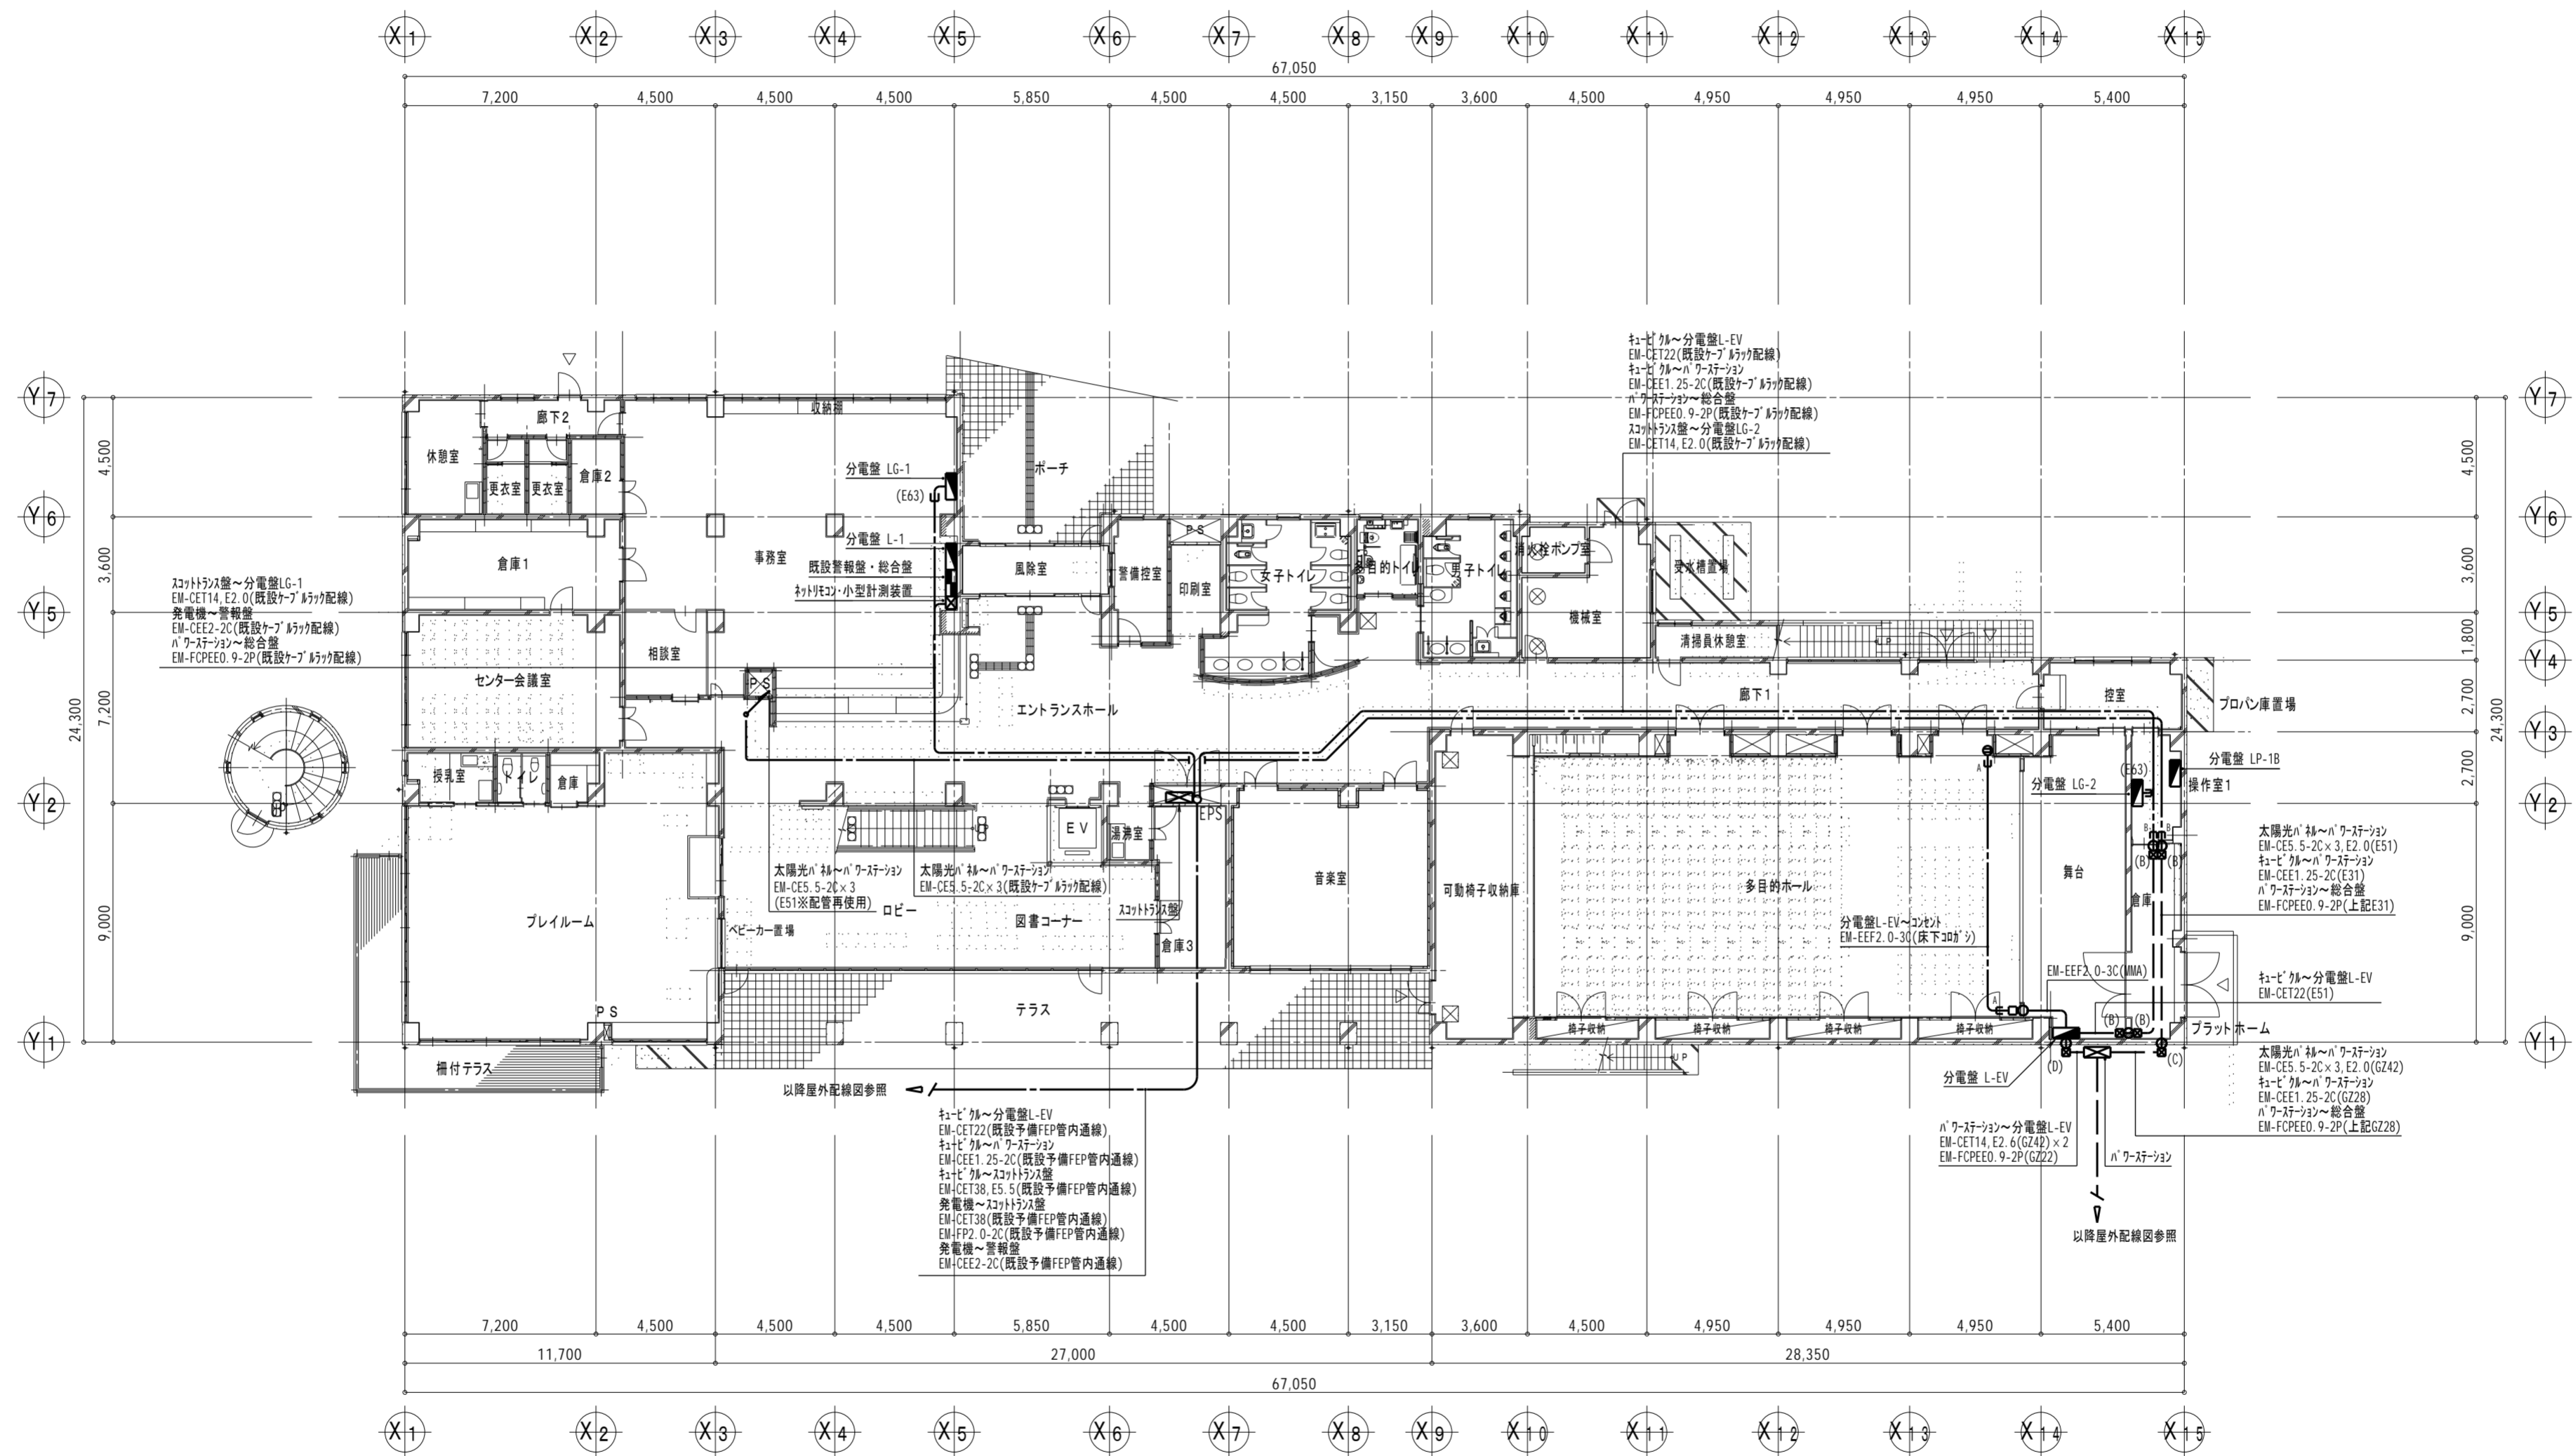 X1 X2 X3 X4 X5 X6 X7 X8 X9 X10 X11 X12 X13 X14 X15
67,050
7,200 4,500 4,500 4,500 5,850 4,500 4,500 3,150 3,600 4,500 4,950 4,950 4,950 5,400
キュービクル～分電盤L-EV
EM-CET22(既設ケーブルラック配線)
キュービクル～パワーステーション
EM-CEE1.25-2C(既設ケーブルラック配線)
パワーステーション～総合盤
EM-FCPEE0.9-2P(既設ケーブルラック配線)
スコットトランス盤～分電盤LG-2
EM-CET14,E2.0(既設ケーブルラック配線)
Y7
Y6
Y5
Y4
Y3
Y2
Y1
Y7
Y6
Y5
Y2
Y1
24,300
4,500
3,600
7,200
9,000
4,500
3,600
1,800
2,700
2,700
9,000
24,300
収納棚
廊下2
休憩室
更衣室
更衣室
倉庫2
分電盤 LG-1
(E63)
ポーチ
倉庫1
事務室
分電盤 L-1
既設警報盤・総合盤
ネットリモコン・小型計測装置
風除室
警備控室
PS
印刷室
女子トイレ
多目的トイレ
男子トイレ
消火栓ポンプ室
機械室
受水槽置場
清掃員休憩室
UP
スコットトランス盤～分電盤LG-1
EM-CET14,E2.0(既設ケーブルラック配線)
発電機～警報盤
EM-CEE2-2C(既設ケーブルラック配線)
パワーステーション～総合盤
EM-FCPEE0.9-2P(既設ケーブルラック配線)
相談室
センター会議室
PS
エントランスホール
廊下1
控室
プロパン庫置場
授乳室
トイレ
倉庫
UP
EV
湯沸室
EPS
UP
分電盤 LP-1B
(E63)
分電盤 LG-2
操作室1
A
B
B
(B)
(B)
太陽光パネル～パワーステーション
EM-CE5.5-2C×3,E2.0(E51)
キュービクル～パワーステーション
EM-CEE1.25-2C(E31)
パワーステーション～総合盤
EM-FCPEE0.9-2P(上記E31)
太陽光パネル～パワーステーション
EM-CE5.5-2C×3
(E51※配管再使用)
太陽光パネル～パワーステーション
EM-CE5.5-2C×3(既設ケーブルラック配線)
スコットトランス盤
プレイルーム
ベビーカー置場
ロビー
図書コーナー
倉庫3
音楽室
可動椅子収納庫
多目的ホール
舞台
倉庫
分電盤L-EV～コンセント
EM-EEF2.0-3C(床下コロガシ)
EM-EEF2.0-3C(MMA)
キュービクル～分電盤L-EV
EM-CET22(E51)
A
(B)
(B)
プラットホーム
PS
テラス
椅子収納
椅子収納
椅子収納
椅子収納
UP
柵付テラス
分電盤 L-EV
(D)
(C)
太陽光パネル～パワーステーション
EM-CE5.5-2C×3,E2.0(GZ42)
キュービクル～パワーステーション
EM-CEE1.25-2C(GZ28)
パワーステーション～総合盤
EM-FCPEE0.9-2P(上記GZ28)
以降屋外配線図参照
キュービクル～分電盤L-EV
EM-CET22(既設予備FEP管内通線)
キュービクル～パワーステーション
EM-CEE1.25-2C(既設予備FEP管内通線)
キュービクル～スコットトランス盤
EM-CET38,E5.5(既設予備FEP管内通線)
発電機～スコットトランス盤
EM-CET38(既設予備FEP管内通線)
EM-FP2.0-2C(既設予備FEP管内通線)
発電機～警報盤
EM-CEE2-2C(既設予備FEP管内通線)
パワーステーション～分電盤L-EV
EM-CET14,E2.6(GZ42)×2
EM-FCPEE0.9-2P(GZ22)
パワーステーション
以降屋外配線図参照
7,200 4,500 4,500 4,500 5,850 4,500 4,500 3,150 3,600 4,500 4,950 4,950 4,950 5,400
11,700 27,000 28,350
67,050
X1 X2 X3 X4 X5 X6 X7 X8 X9 X10 X11 X12 X13 X14 X15
Y4
Y3